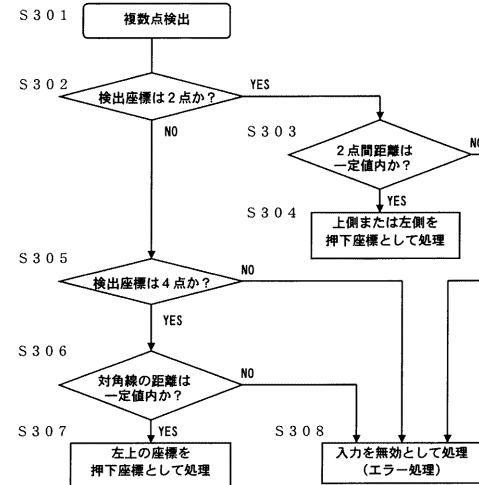 S301
複数点検出
S302
検出座標は2点か?
YES
NO
S303
2点間距離は
一定値内か?
NO
YES
S304
上側または左側を
押下座標として処理
S305
検出座標は4点か?
NO
YES
S306
対角線の距離は
一定値内か?
NO
YES
S307
左上の座標を
押下座標として処理
S308
入力を無効として処理
(エラー処理)